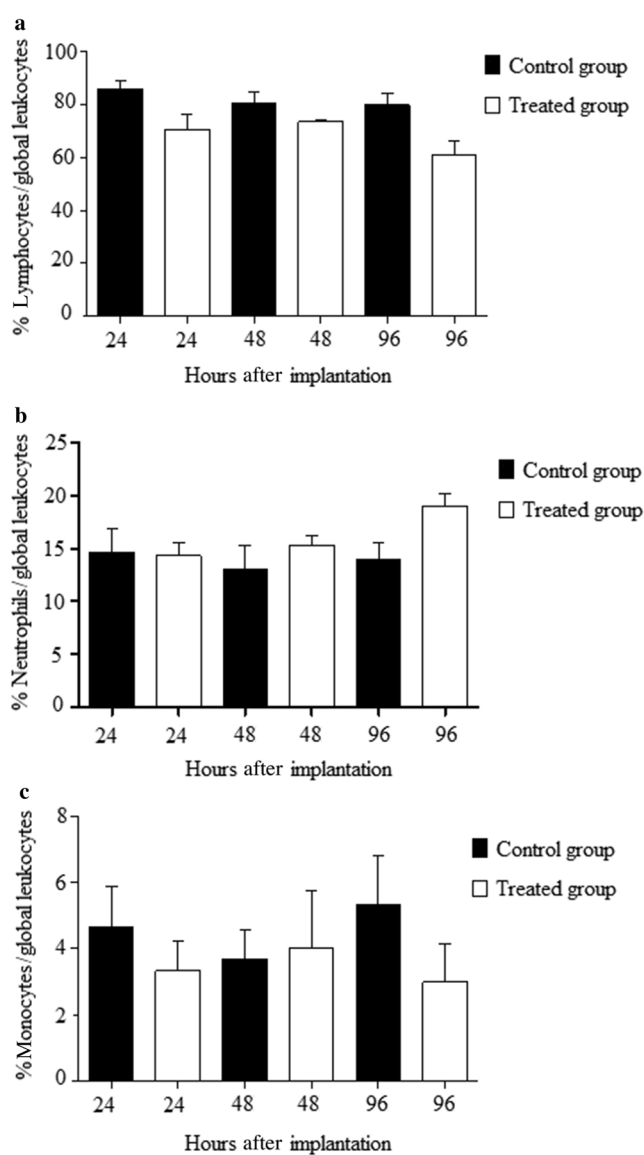 a
% Lymphocytes/global leukocytes
100
80
60
40
20
0
24 24 48 48 96 96
Hours after implantation
Control group
Treated group
b
% Neutrophils/global leukocytes
25
20
15
10
5
0
24 24 48 48 96 96
Hours after implantation
Control group
Treated group
c
%Monocytes/global leukocytes
8
6
4
2
0
24 24 48 48 96 96
Hours after implantation
Control group
Treated group